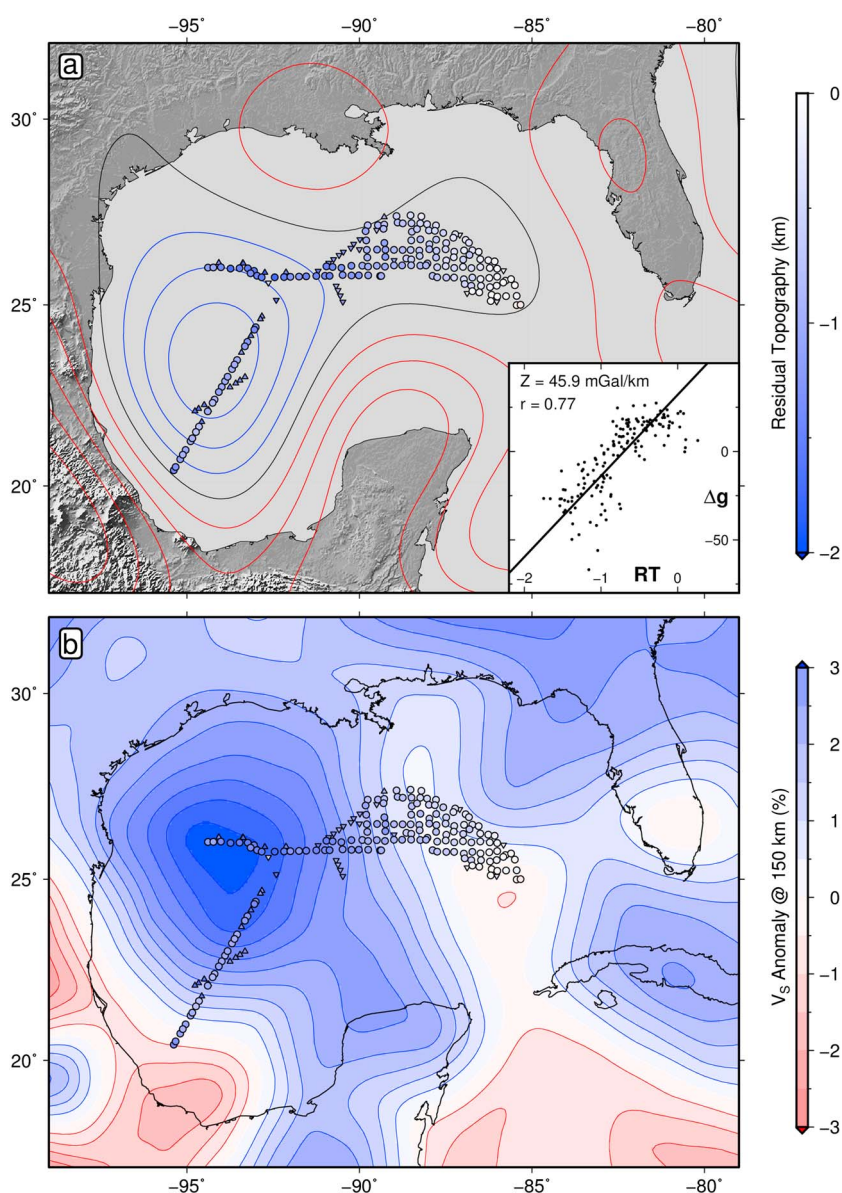 −95˚ −90˚ −85˚ −80˚
a
30˚
25˚
20˚
Z = 45.9 mGal/km
r = 0.77
0
Δg
−50
−2 −1 RT 0
0
−1
−2
Residual Topography (km)
b
30˚
25˚
20˚
−95˚ −90˚ −85˚ −80˚
3
2
1
0
−1
−2
−3
VS Anomaly @ 150 km (%)